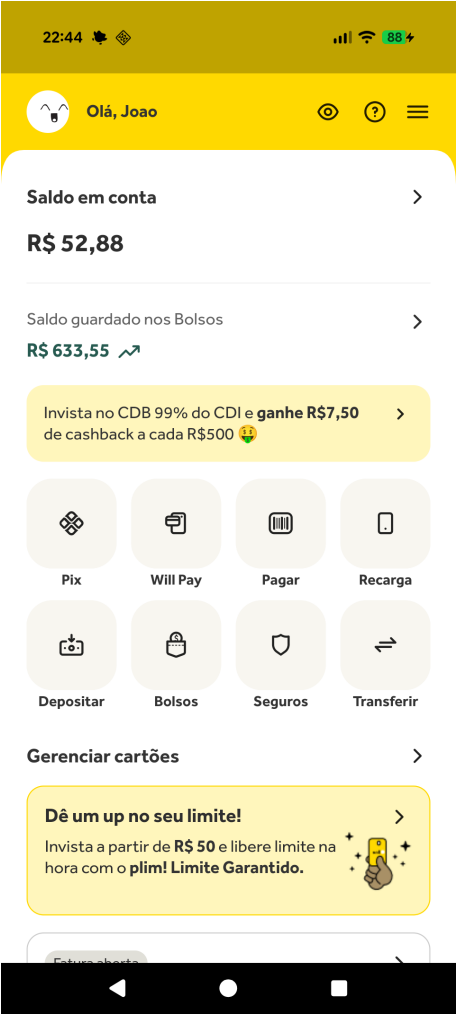 22:44
88
Olá, Joao
Saldo em conta
R$ 52,88
Saldo guardado nos Bolsos
R$ 633,55
Invista no CDB 99% do CDI e ganhe R$7,50
de cashback a cada R$500 🤑
Pix Will Pay Pagar Recarga
Depositar Bolsos Seguros Transferir
Gerenciar cartões
Dê um up no seu limite!
Invista a partir de R$ 50 e libere limite na
hora com o plim! Limite Garantido.
Fatura aberta